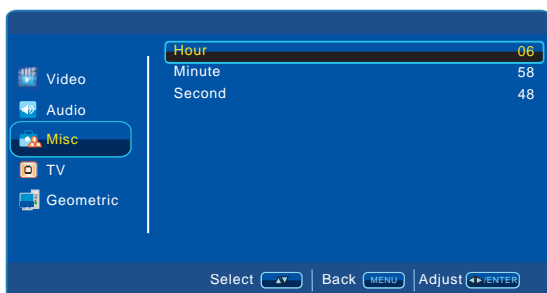 Hour 06
Minute 58
Second 48
Video
Audio
Misc
TV
Geometric
Select ▲▼ Back MENU Adjust ◄►/ENTER